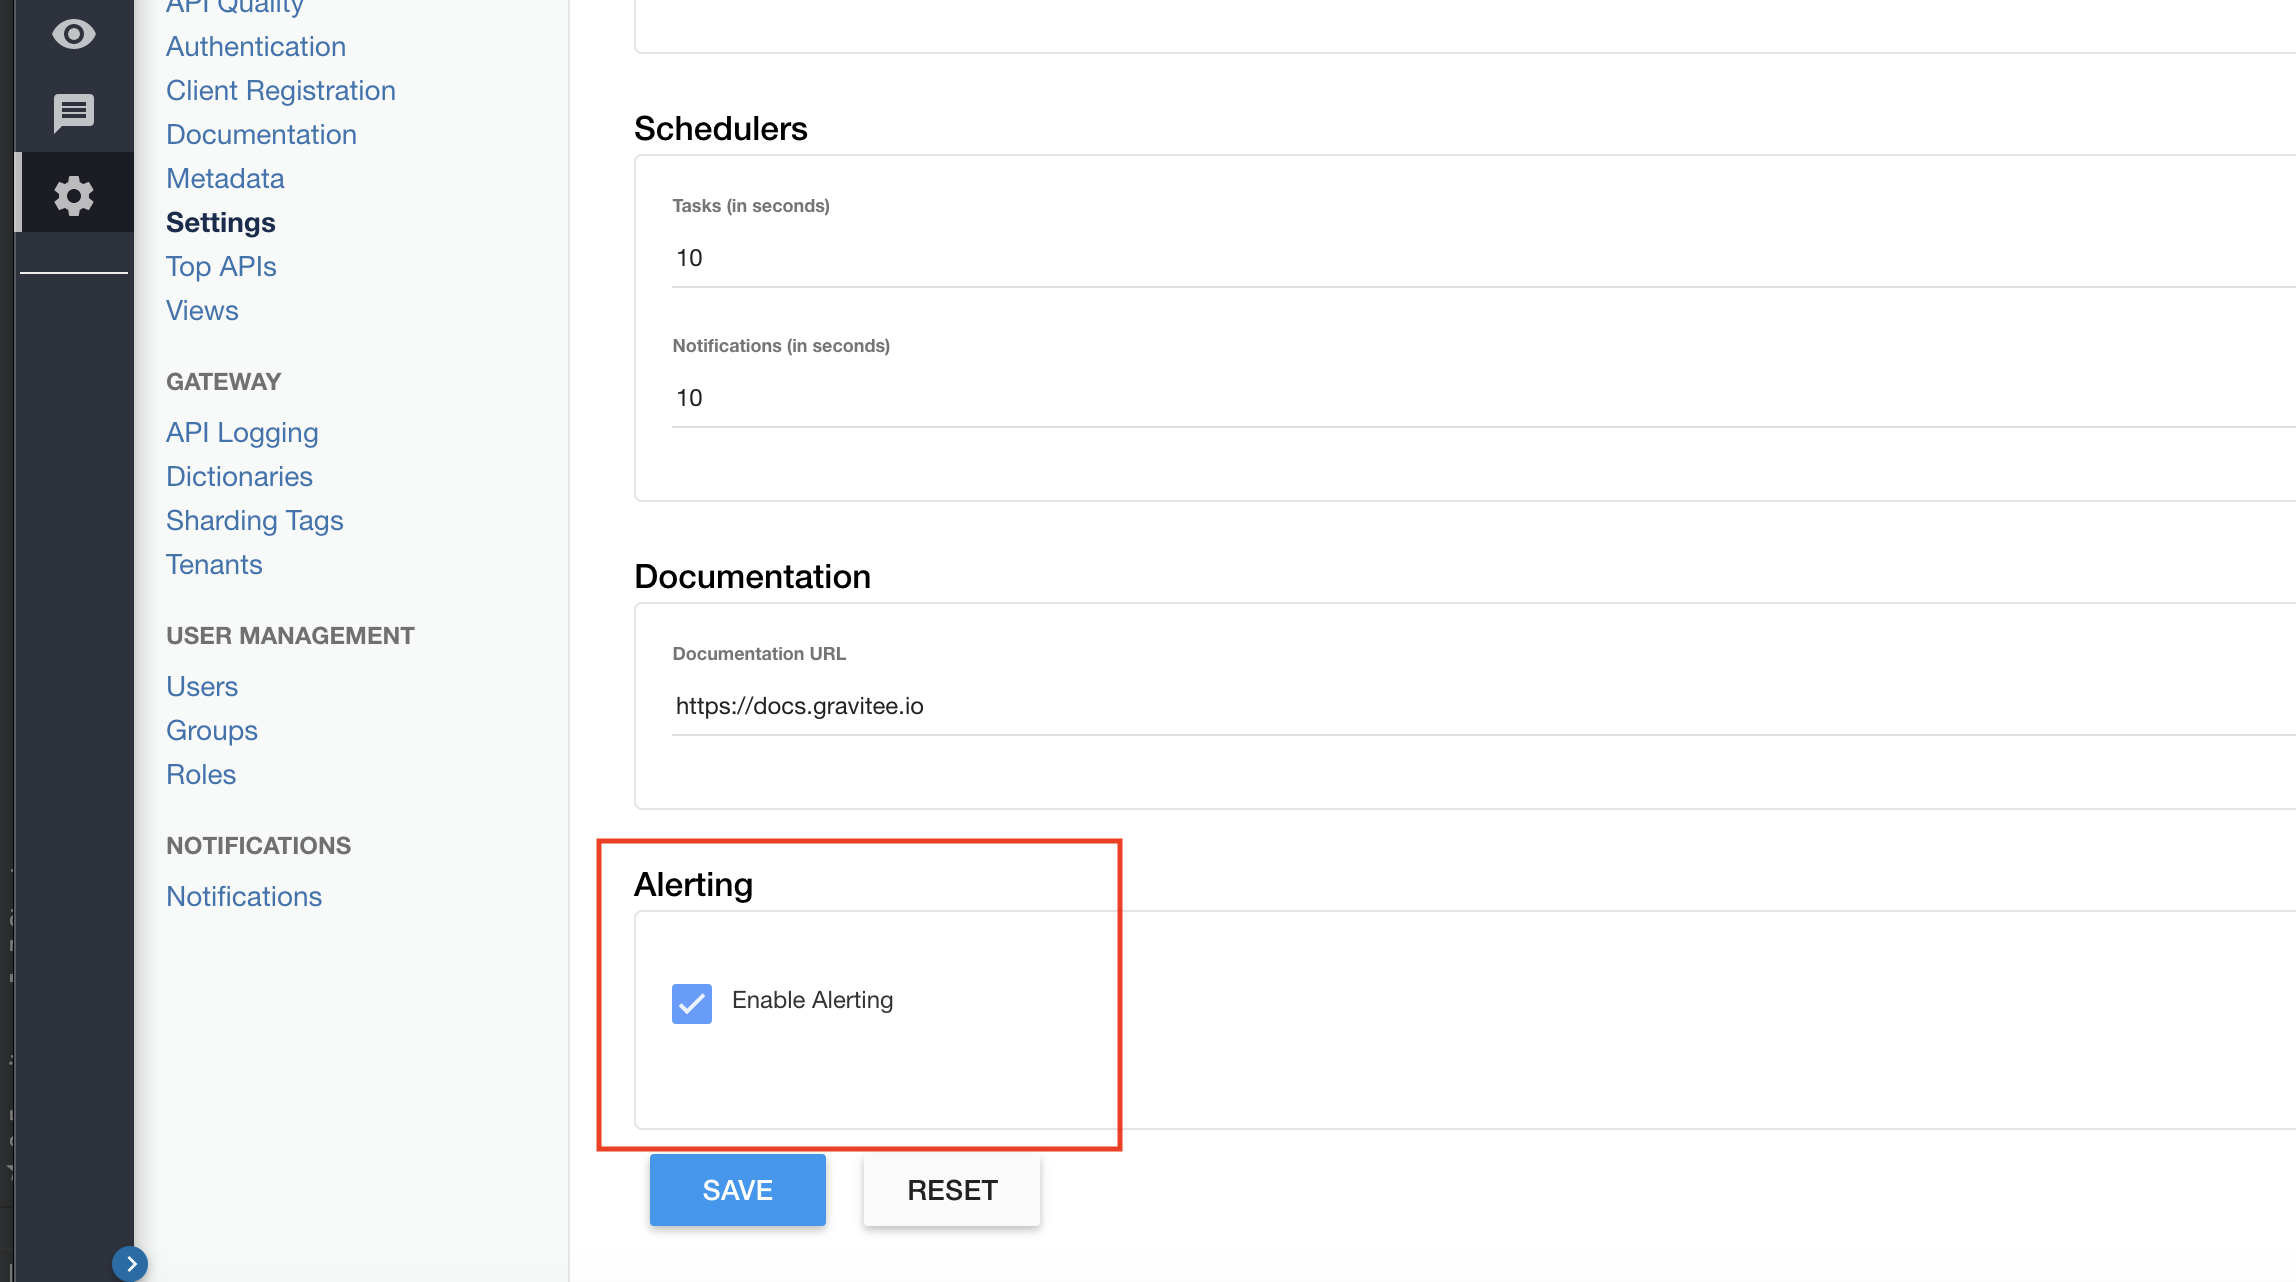 API Quality
Authentication
Client Registration
Documentation
Metadata
Settings
Top APIs
Views
GATEWAY
API Logging
Dictionaries
Sharding Tags
Tenants
USER MANAGEMENT
Users
Groups
Roles
NOTIFICATIONS
Notifications
Schedulers
Tasks (in seconds)
10
Notifications (in seconds)
10
Documentation
Documentation URL
https://docs.gravitee.io
Alerting
Enable Alerting
SAVE
RESET